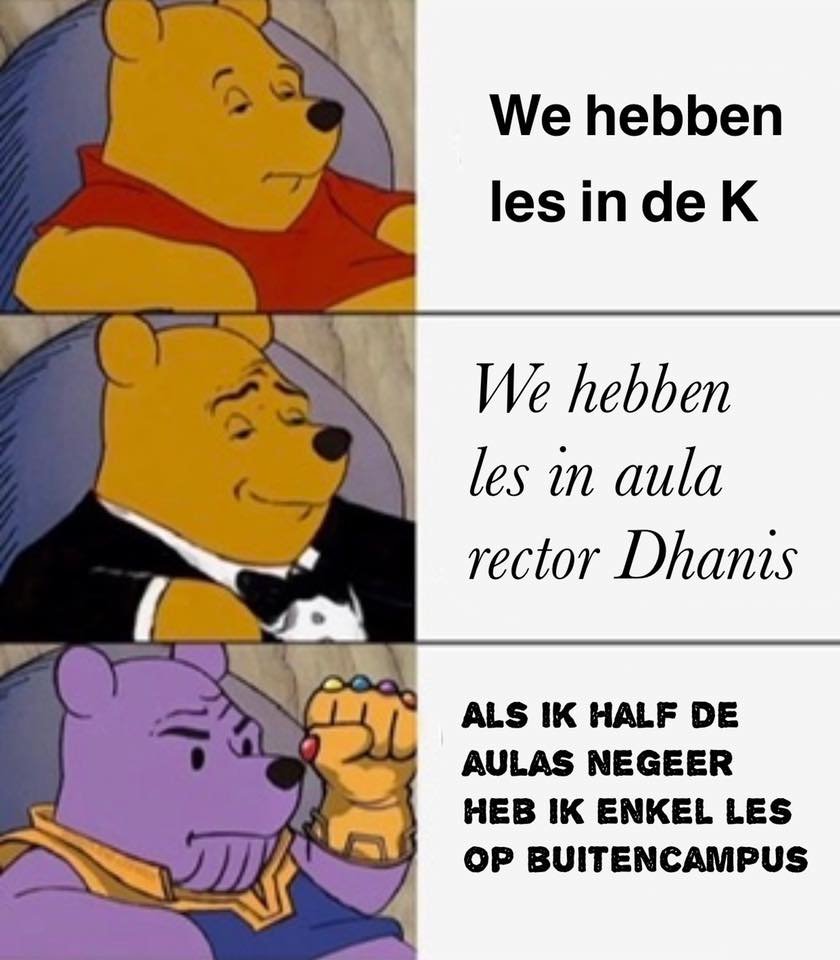 We hebben
les in de K
We hebben
les in aula
rector Dhanis
ALS IK HALF DE
AULAS NEGEER
HEB IK ENKEL LES
OP BUITENCAMPUS